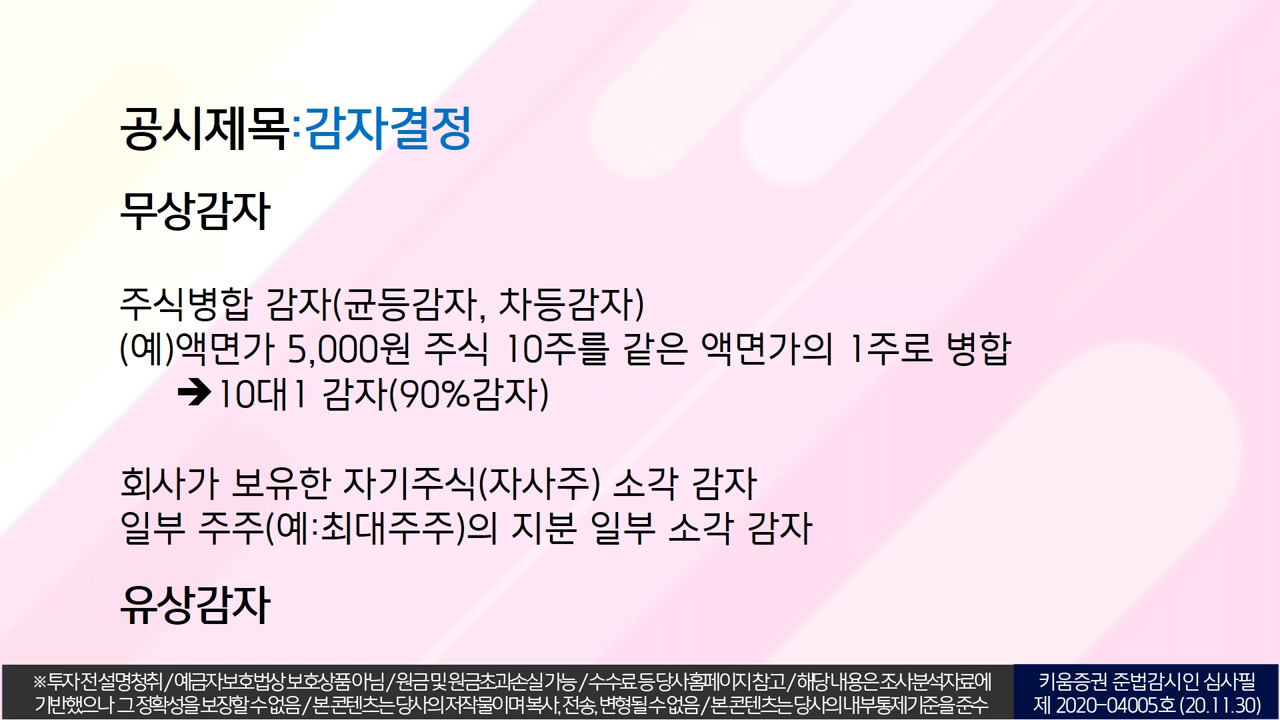 공시제목:감자결정
무상감자
주식병합 감자(균등감자, 차등감자)
(예)액면가 5,000원 주식 10주를 같은 액면가의 1주로 병합
➔10대1 감자(90%감자)
회사가 보유한 자기주식(자사주) 소각 감자
일부 주주(예:최대주주)의 지분 일부 소각 감자
유상감자
※ 투자 전 설명청취 / 예금자보호법상 보호상품 아님 / 원금 및 원금초과손실 가능 / 수수료 등 당사홈페이지 참고 / 해당 내용은 조사분석자료에
기반했으나 그 정확성을 보장할 수 없음 / 본 콘텐츠는 당사의 저작물이며 복사, 전송, 변형될 수 없음 / 본 콘텐츠는 당사의 내부통제기준을 준수
키움증권 준법감시인 심사필
제 2020-04005호 (20.11.30)